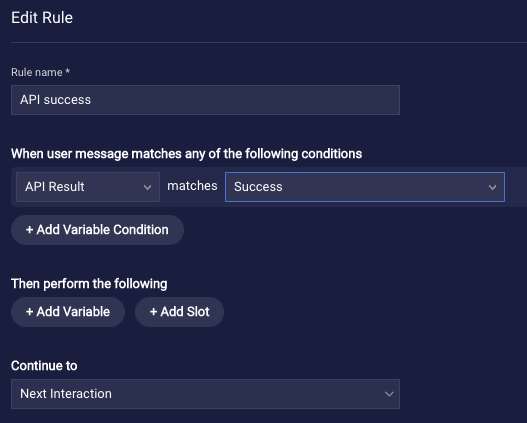 Edit Rule
Rule name *
API success
When user message matches any of the following conditions
API Result matches Success
+ Add Variable Condition
Then perform the following
+ Add Variable + Add Slot
Continue to
Next Interaction